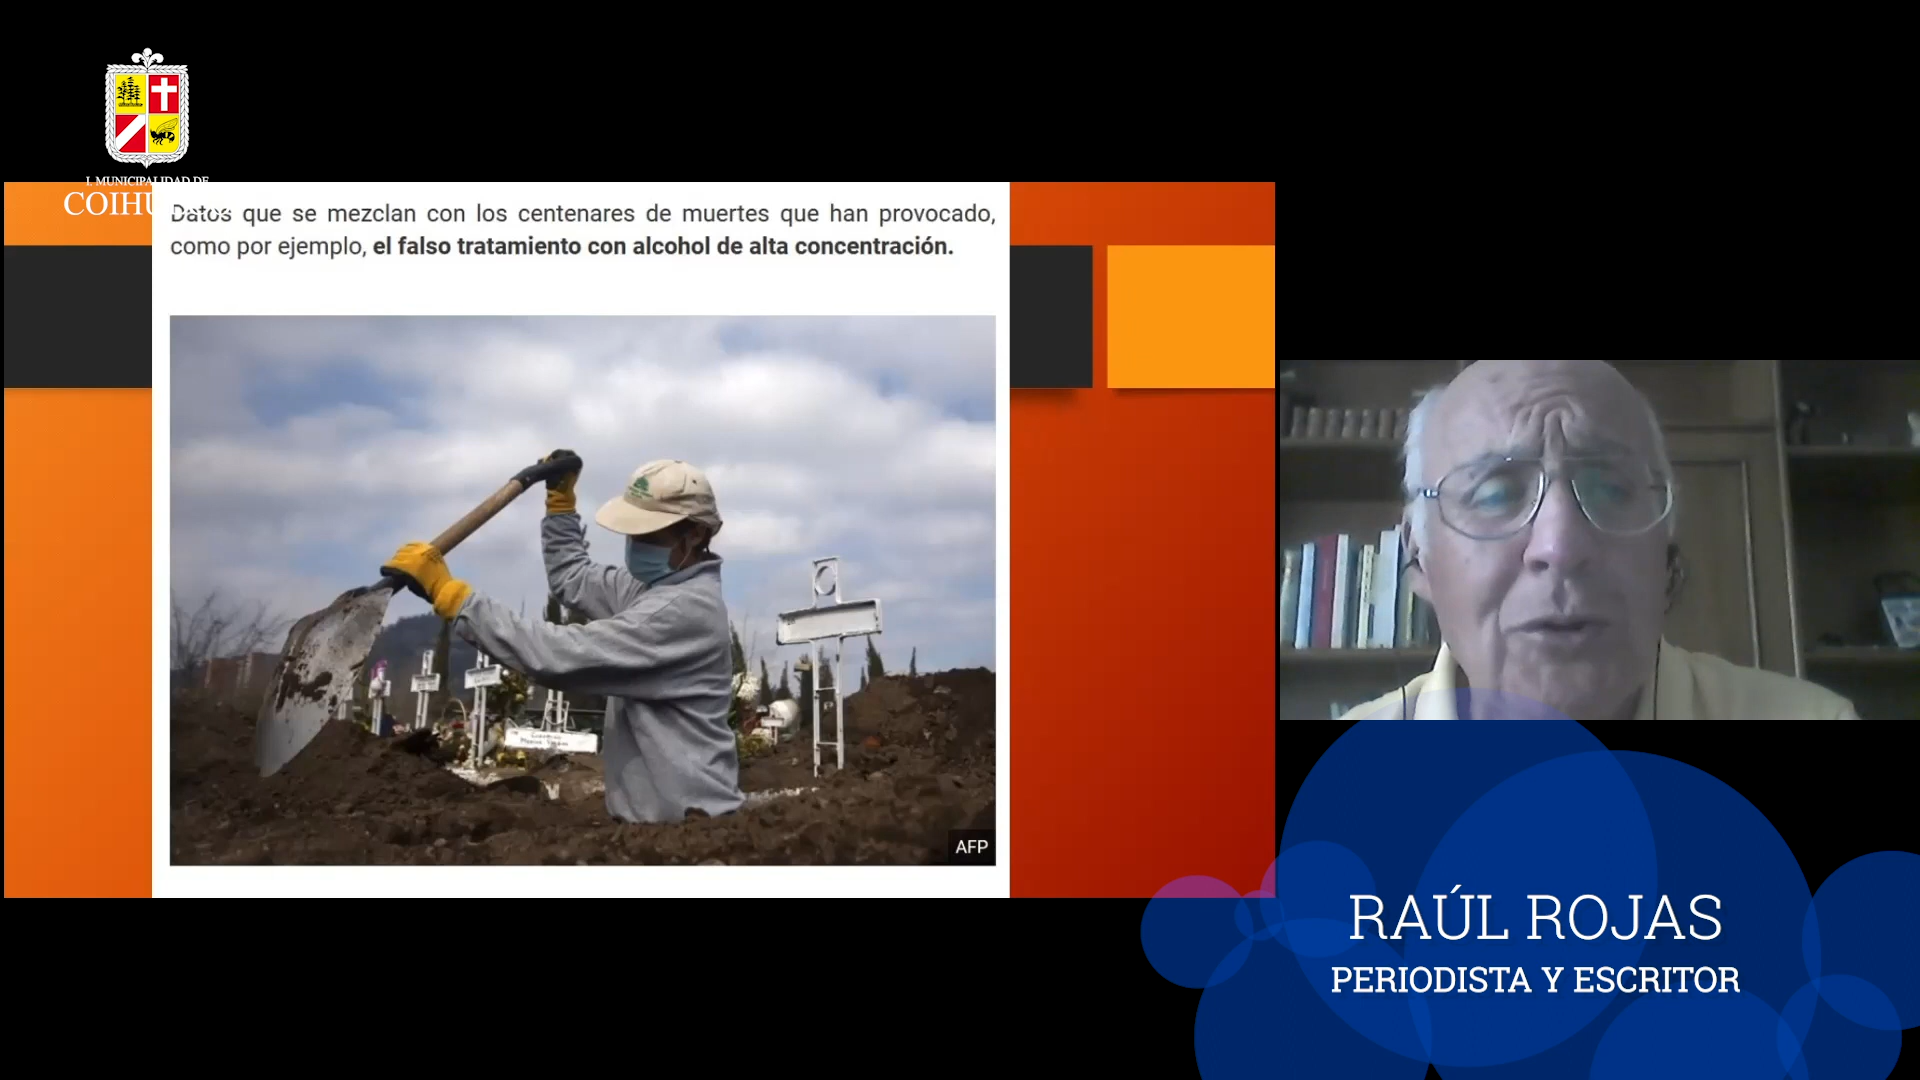 I. MUNICIPALIDAD DE
COIHU
Datos que se mezclan con los centenares de muertes que han provocado,
como por ejemplo, el falso tratamiento con alcohol de alta concentración.
AFP
RAÚL ROJAS
PERIODISTA Y ESCRITOR